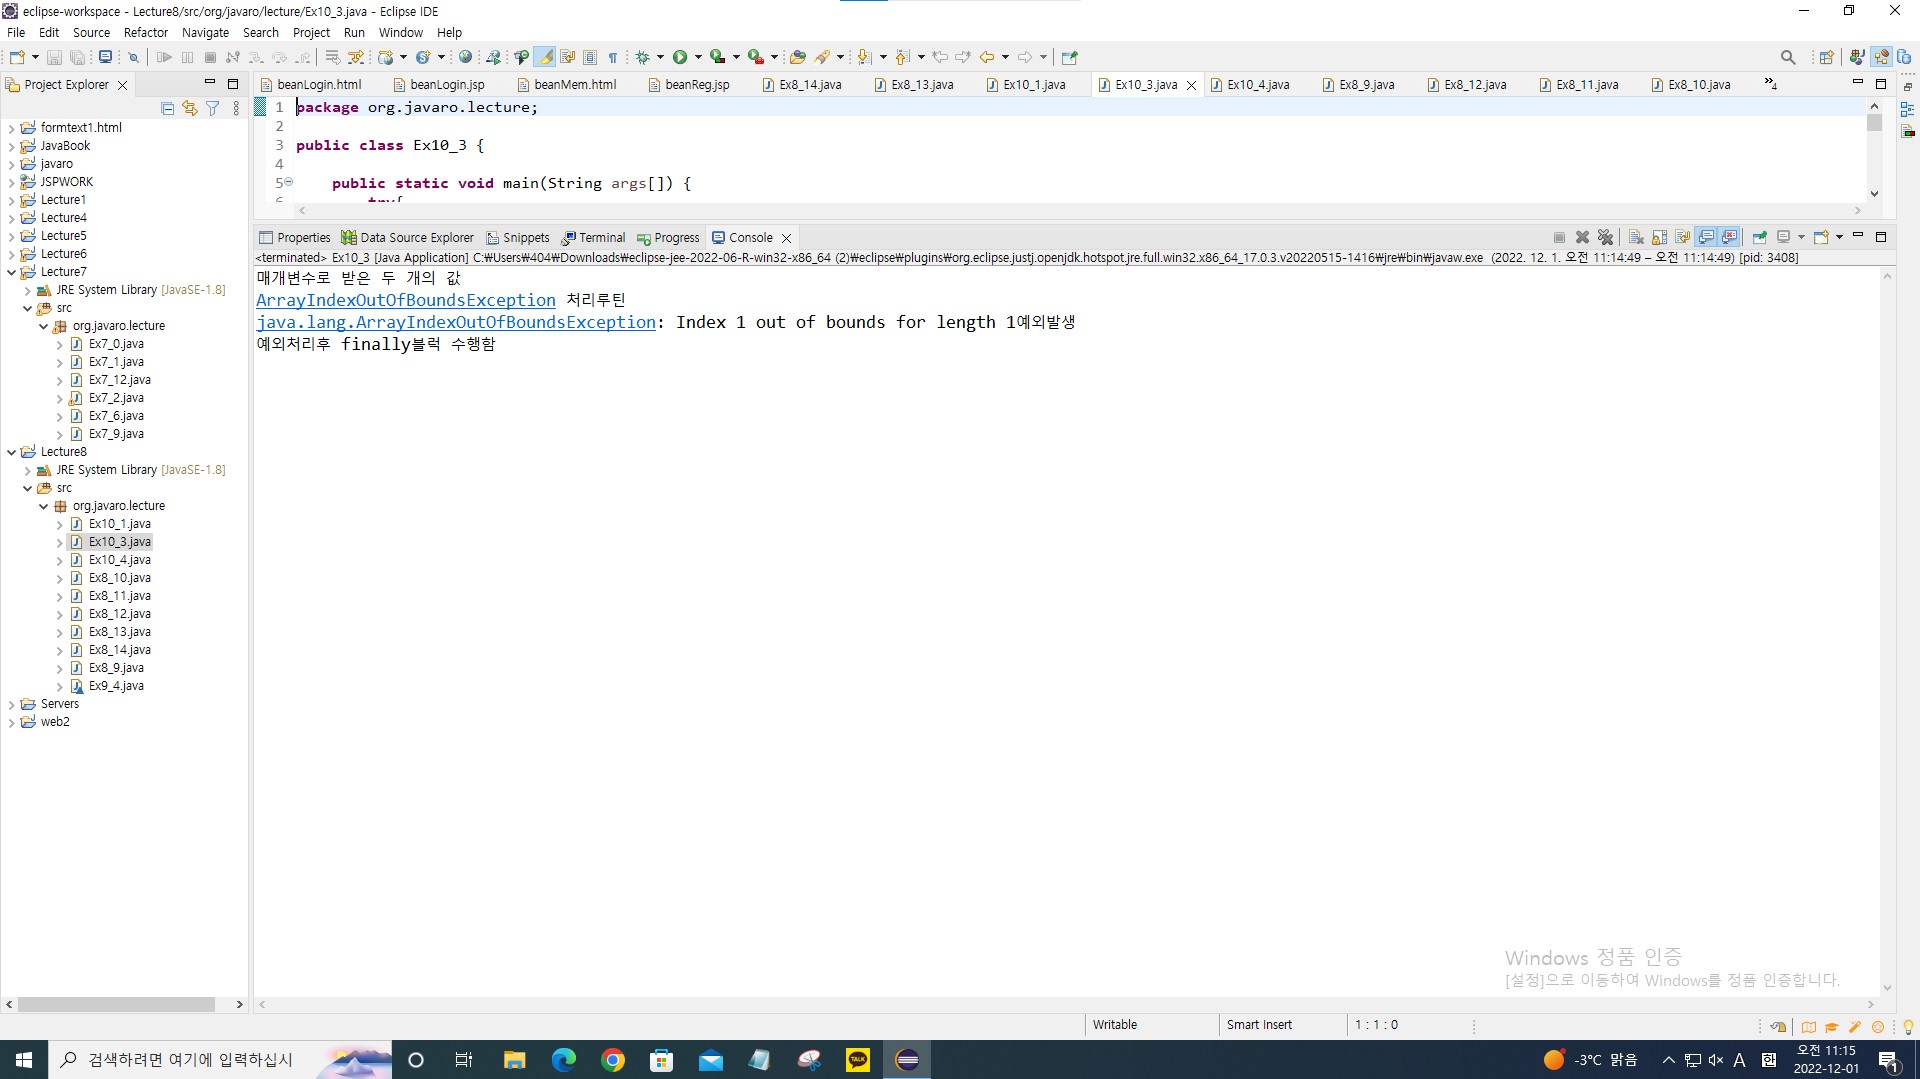 eclipse-workspace - Lecture8/src/org/javaro/lecture/Ex10_3.java - Eclipse IDE
File Edit Source Refactor Navigate Search Project Run Window Help
Project Explorer
beanLogin.html beanLogin.jsp beanMem.html beanReg.jsp Ex8_14.java Ex8_13.java Ex10_1.java Ex10_3.java Ex10_4.java Ex8_9.java Ex8_12.java Ex8_11.java Ex8_10.java »4
formtext1.html
JavaBook
javaro
JSPWORK
Lecture1
Lecture4
Lecture5
Lecture6
Lecture7
JRE System Library [JavaSE-1.8]
src
org.javaro.lecture
Ex7_0.java
Ex7_1.java
Ex7_12.java
Ex7_2.java
Ex7_6.java
Ex7_9.java
Lecture8
JRE System Library [JavaSE-1.8]
src
org.javaro.lecture
Ex10_1.java
Ex10_3.java
Ex10_4.java
Ex8_10.java
Ex8_11.java
Ex8_12.java
Ex8_13.java
Ex8_14.java
Ex8_9.java
Ex9_4.java
Servers
web2
1 package org.javaro.lecture;
2
3 public class Ex10_3 {
4
5 public static void main(String args[]) {
6 try{
Properties Data Source Explorer Snippets Terminal Progress Console
<terminated> Ex10_3 [Java Application] C:₩Users₩404₩Downloads₩eclipse-jee-2022-06-R-win32-x86_64 (2)₩eclipse₩plugins₩org.eclipse.justj.openjdk.hotspot.jre.full.win32.x86_64_17.0.3.v20220515-1416₩jre₩bin₩javaw.exe (2022. 12. 1. 오전 11:14:49 – 오전 11:14:49) [pid: 3408]
매개변수로 받은 두 개의 값
ArrayIndexOutOfBoundsException 처리루틴
java.lang.ArrayIndexOutOfBoundsException: Index 1 out of bounds for length 1예외발생
예외처리후 finally블럭 수행함
Windows 정품 인증
[설정]으로 이동하여 Windows를 정품 인증합니다.
Writable Smart Insert 1 : 1 : 0
검색하려면 여기에 입력하십시
TALK
-3℃ 맑음 A 한 오전 11:15
2022-12-01
1